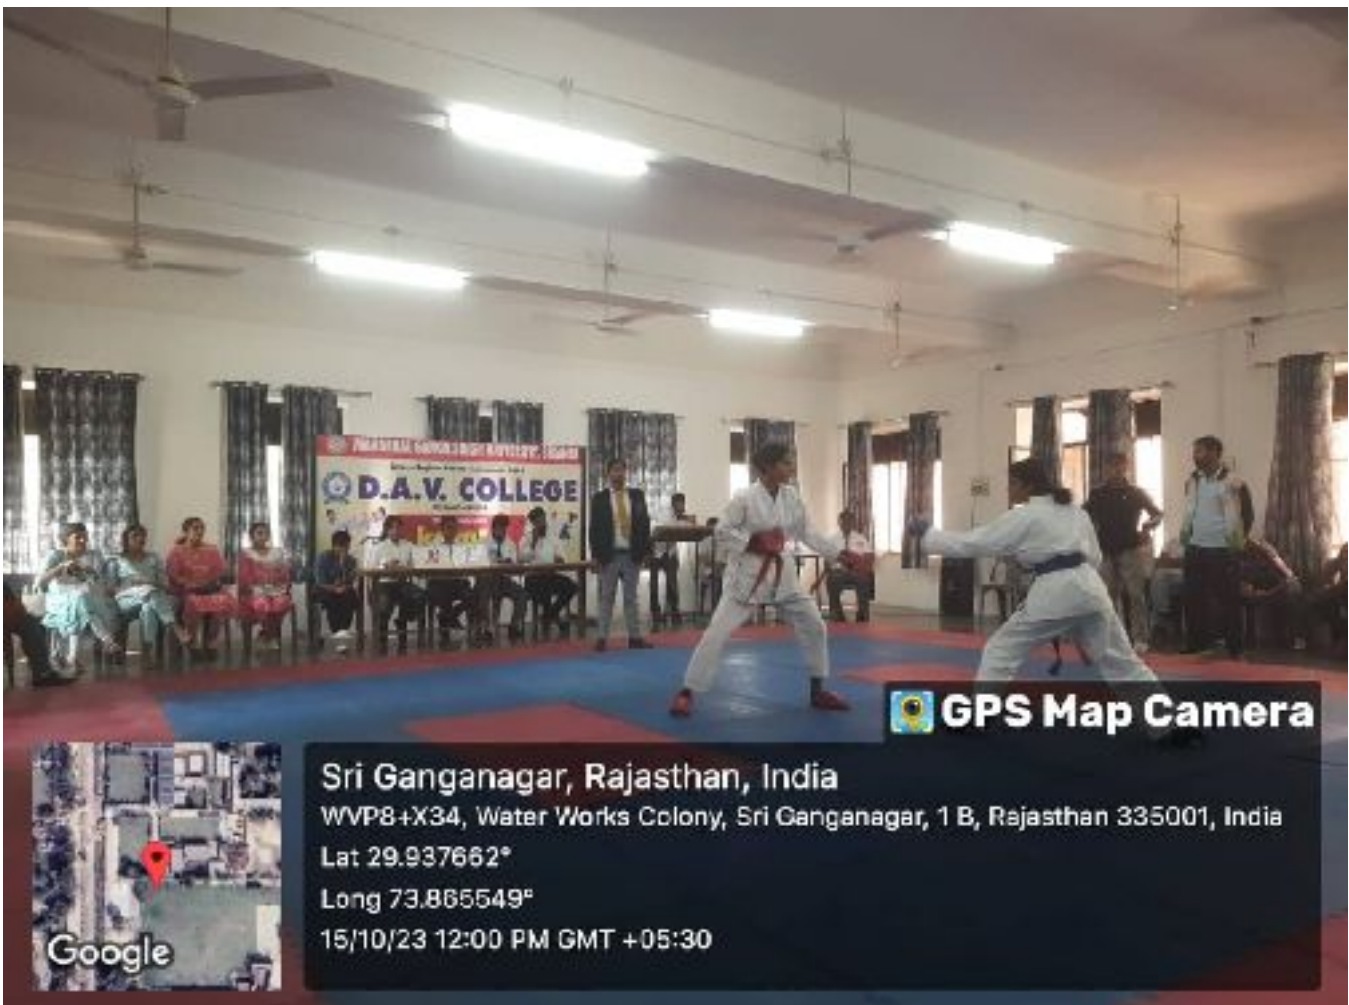 D.A.V. COLLEGE
GPS Map Camera
Sri Ganganagar, Rajasthan, India
WVP8+X34, Water Works Colony, Sri Ganganagar, 1 B, Rajasthan 335001, India
Lat 29.937662°
Long 73.865549°
15/10/23 12:00 PM GMT +05:30
Google